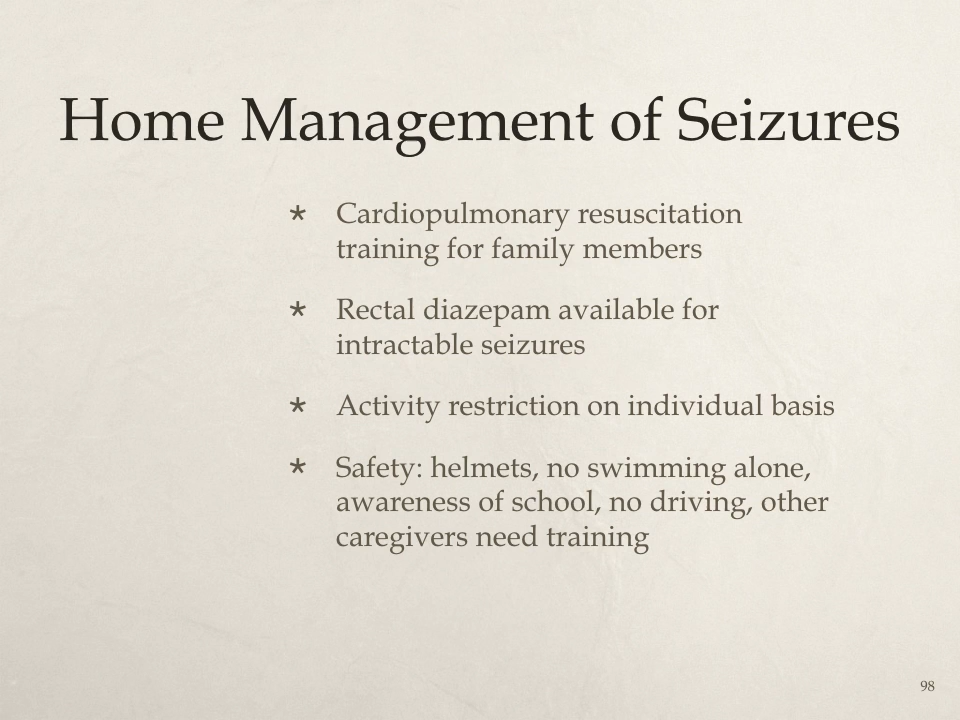 Home Management of Seizures
* Cardiopulmonary resuscitation
training for family members
* Rectal diazepam available for
intractable seizures
* Activity restriction on individual basis
* Safety: helmets, no swimming alone,
awareness of school, no driving, other
caregivers need training
98